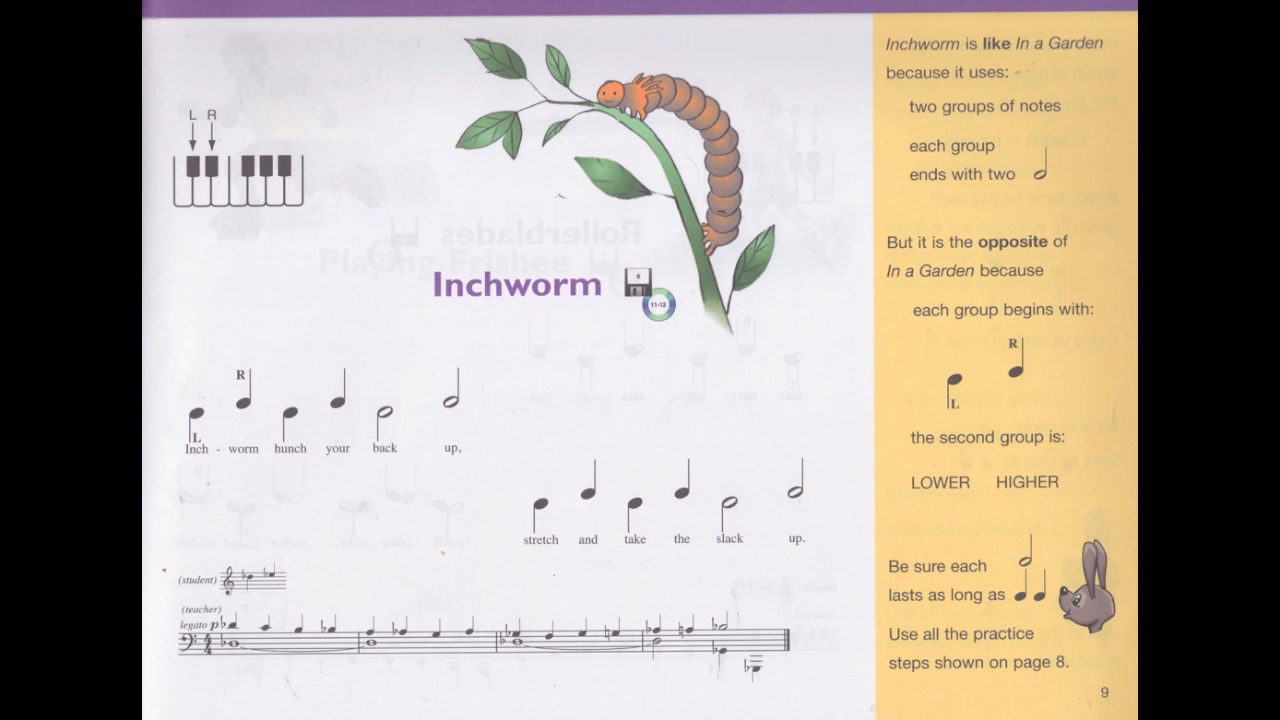 L R
Inchworm
11-12
R
L
Inch - worm hunch your back up.
stretch and take the slack up.
(student)
(teacher)
legato p
Inchworm is like In a Garden
because it uses:
two groups of notes
each group
ends with two
But it is the opposite of
In a Garden because
each group begins with:
R
L
the second group is:
LOWER HIGHER
Be sure each
lasts as long as
Use all the practice
steps shown on page 8.
9